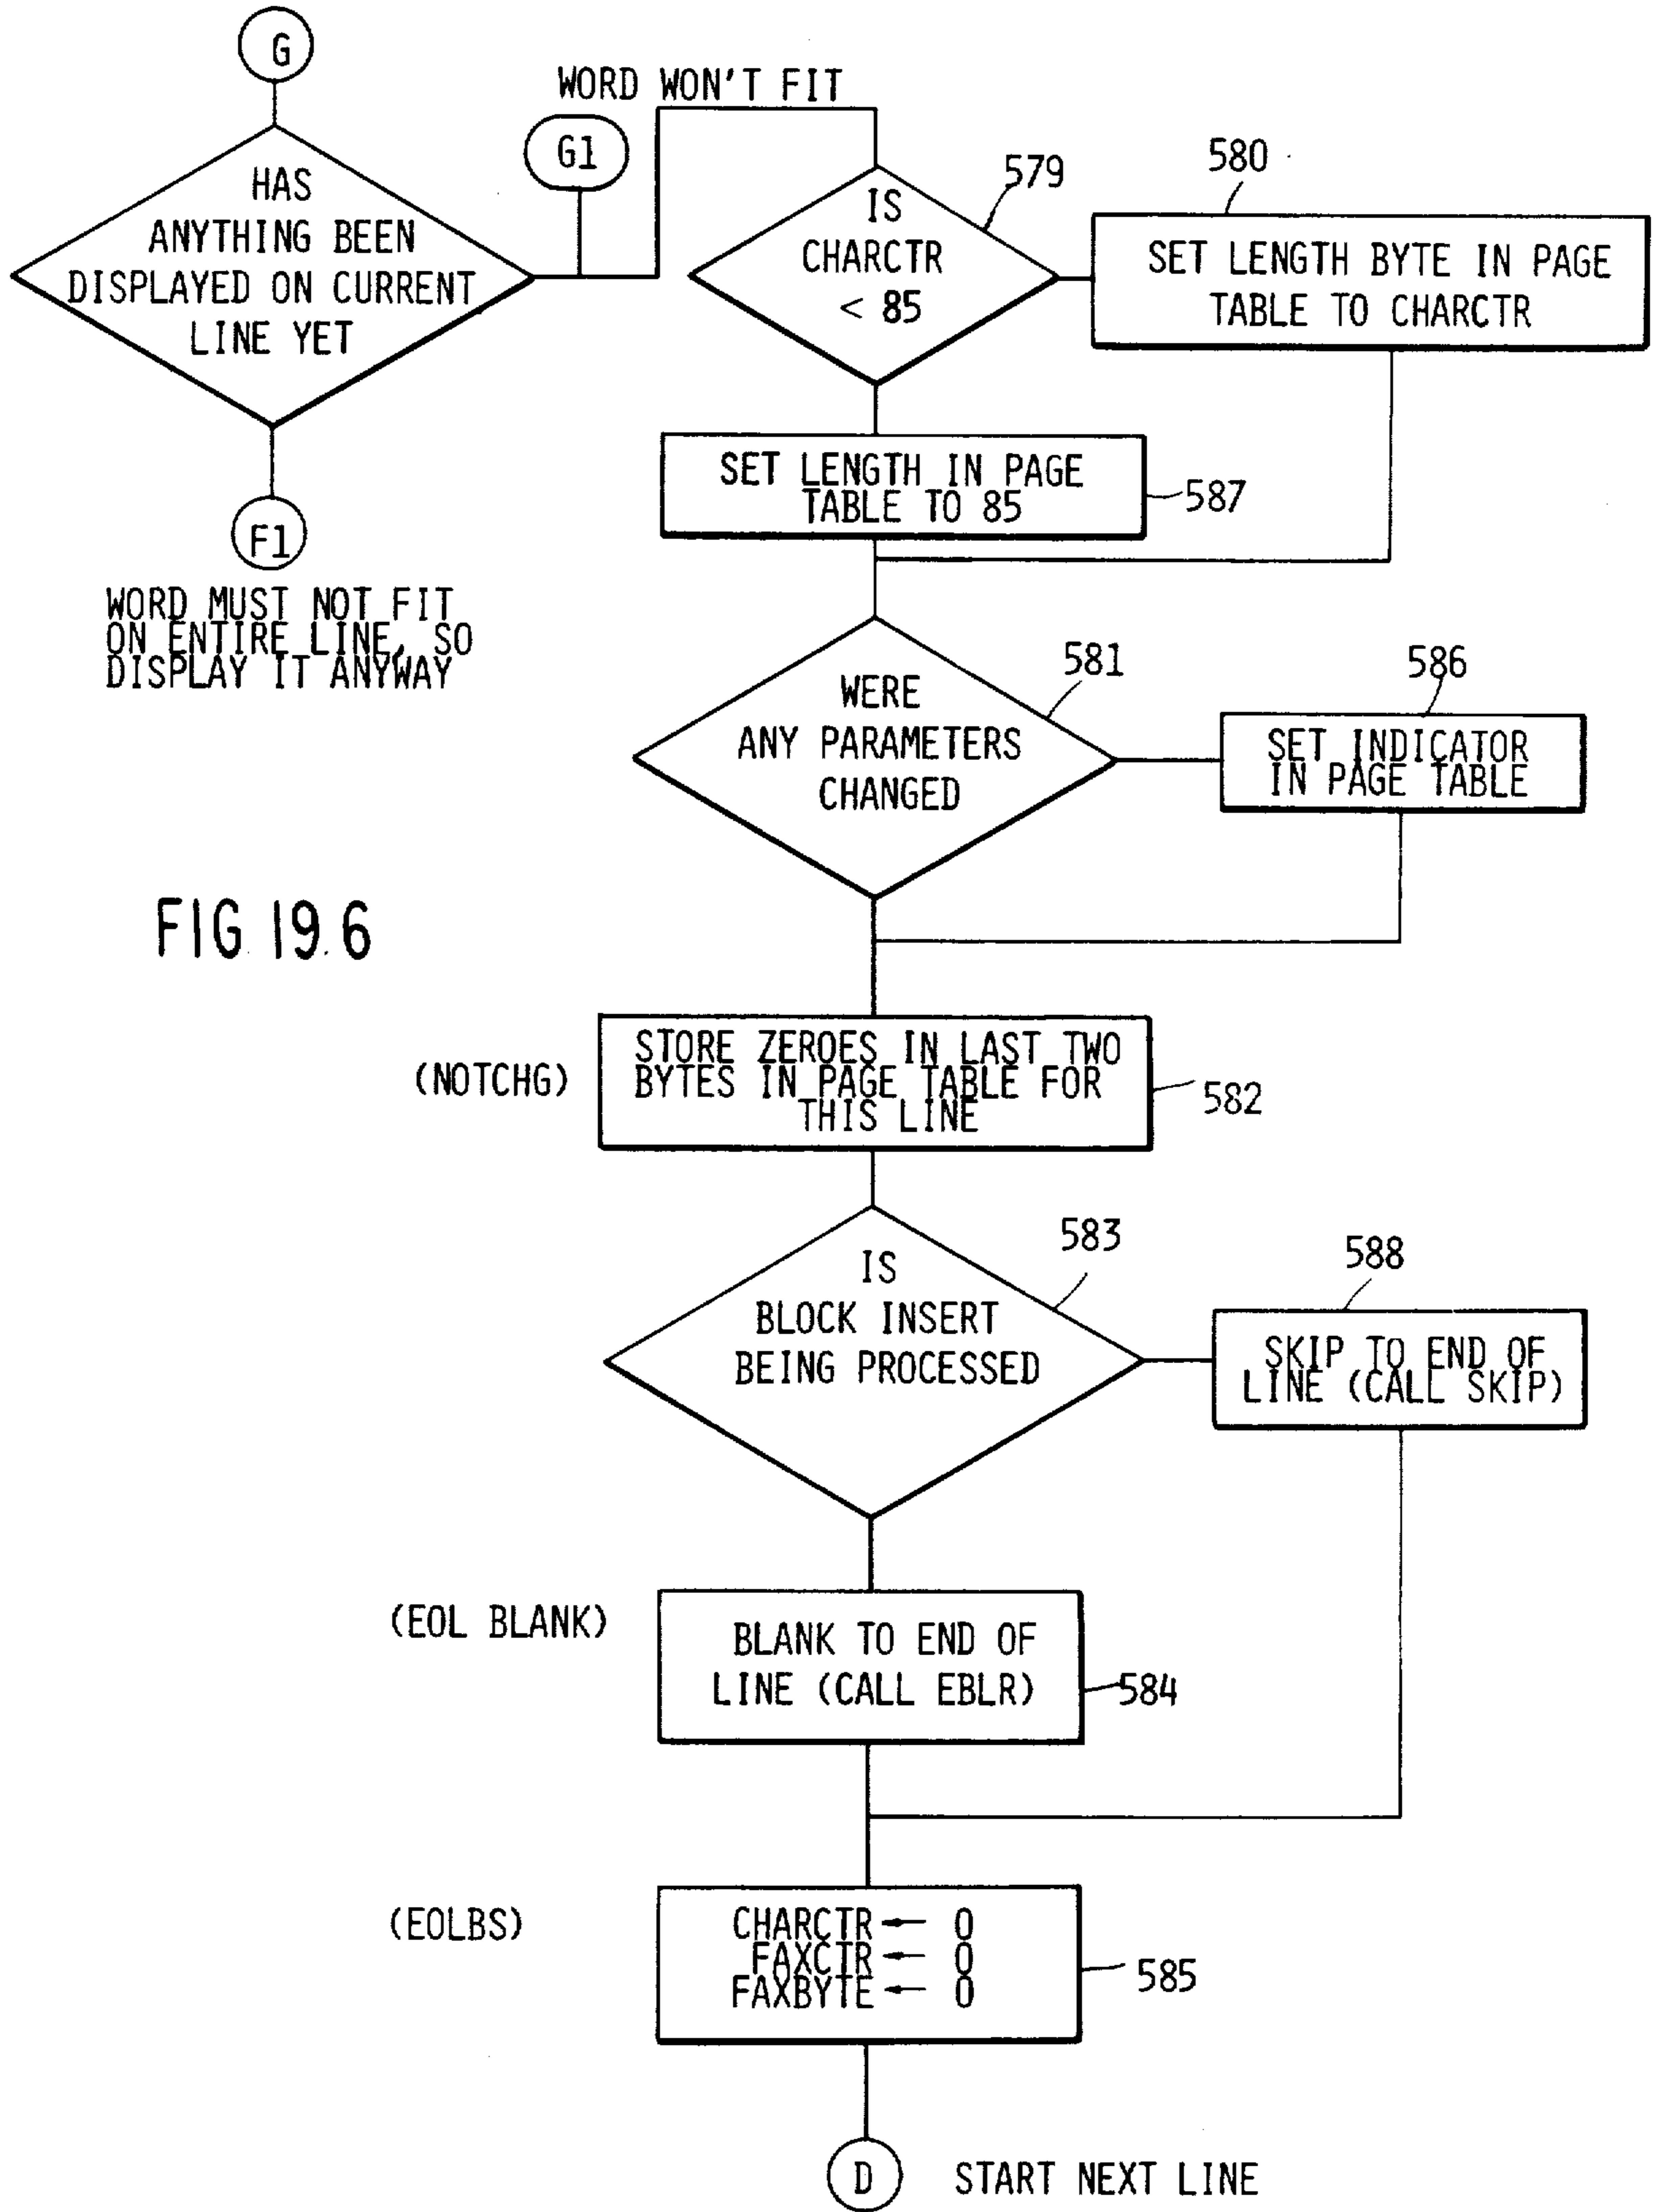 G
HAS
ANYTHING BEEN
DISPLAYED ON CURRENT
LINE YET
F1
WORD MUST NOT FIT
ON ENTIRE LINE, SO
DISPLAY IT ANYWAY
G1
WORD WON'T FIT
IS
CHARCTR
< 85
579
580
SET LENGTH BYTE IN PAGE
TABLE TO CHARCTR
SET LENGTH IN PAGE
TABLE TO 85
587
WERE
ANY PARAMETERS
CHANGED
581
586
SET INDICATOR
IN PAGE TABLE
FIG 19.6
(NOTCHG)
STORE ZEROES IN LAST TWO
BYTES IN PAGE TABLE FOR
THIS LINE
582
IS
BLOCK INSERT
BEING PROCESSED
583
588
SKIP TO END OF
LINE (CALL SKIP)
(EOL BLANK)
BLANK TO END OF
LINE (CALL EBLR)
584
(EOLBS)
CHARCTR ← 0
FAXCTR ← 0
FAXBYTE ← 0
585
D
START NEXT LINE